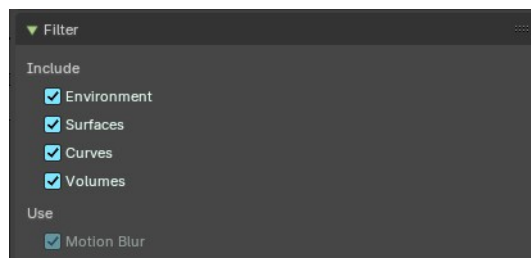 Filter
Include
Environment
Surfaces
Curves
Volumes
Use
Motion Blur